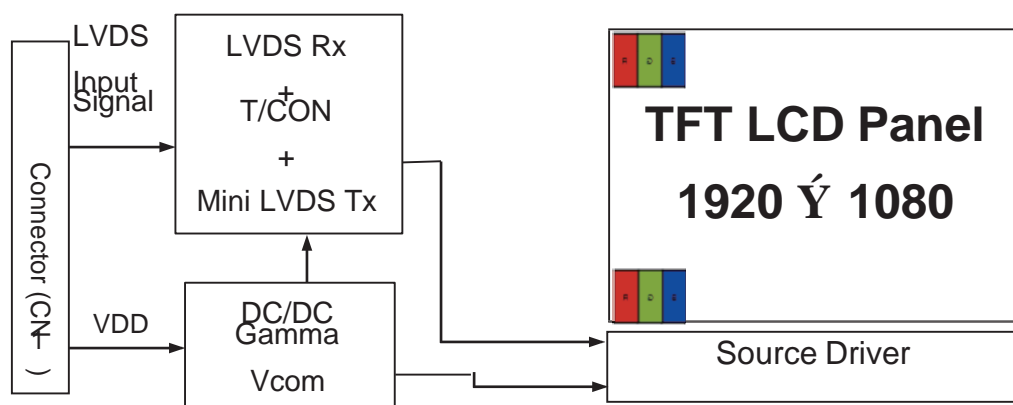 LVDS
Input
Signal
LVDS Rx
+
T/CON
+
Mini LVDS Tx
TFT LCD Panel
1920 Ý 1080
Connector (CN1)
VDD
DC/DC
Gamma
Vcom
Source Driver